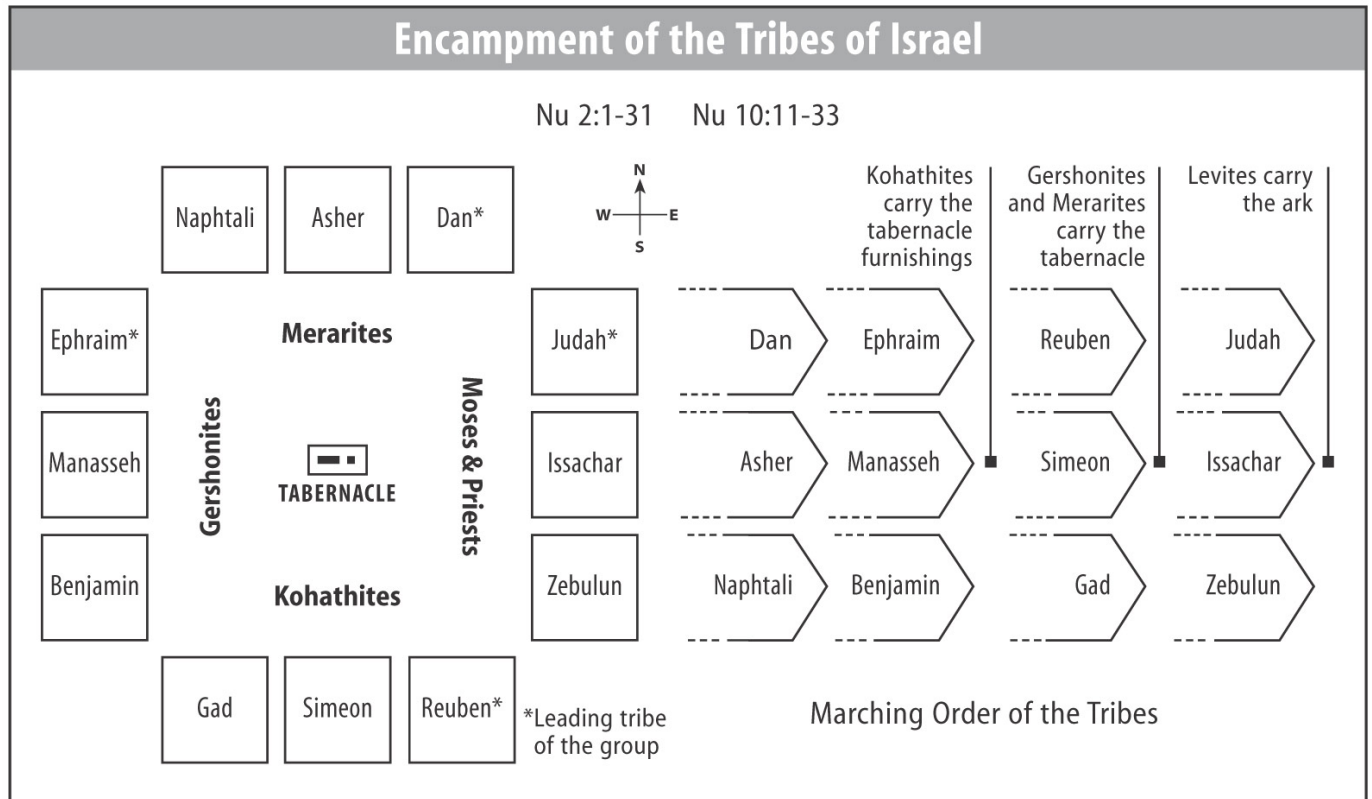 Encampment of the Tribes of Israel
Nu 2:1-31 Nu 10:11-33
Naphtali
Asher
Dan*
N
W
E
S
Kohathites
carry the
tabernacle
furnishings
Gershonites
and Merarites
carry the
tabernacle
Levites carry
the ark
Ephraim*
Merarites
Judah*
Manasseh
Gershonites
TABERNACLE
Moses & Priests
Issachar
Benjamin
Kohathites
Zebulun
Gad
Simeon
Reuben*
*Leading tribe
of the group
Dan
Ephraim
Reuben
Judah
Asher
Manasseh
Simeon
Issachar
Naphtali
Benjamin
Gad
Zebulun
Marching Order of the Tribes